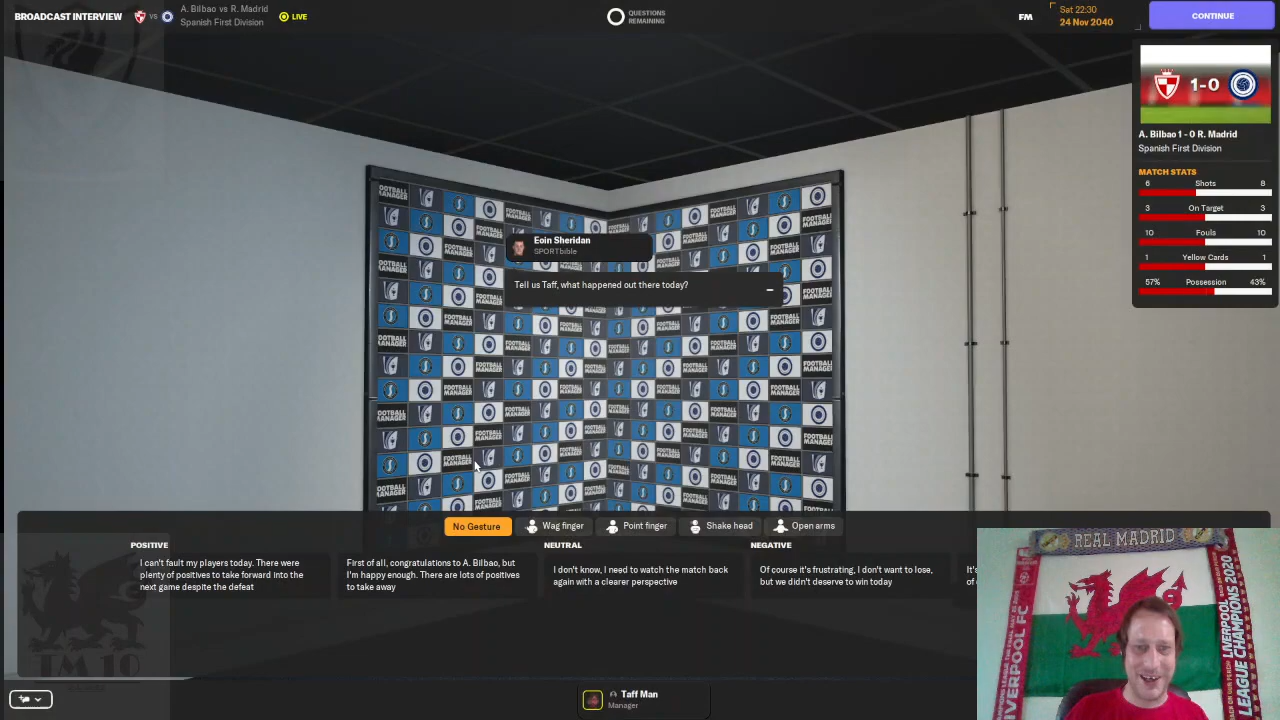 BROADCAST INTERVIEW
VS
A. Bilbao vs R. Madrid
Spanish First Division
LIVE
QUESTIONS
REMAINING
FM
Sat 22:30
24 Nov 2040
CONTINUE
1-0
A. Bilbao 1 - 0 R. Madrid
Spanish First Division
MATCH STATS
6 Shots 8
3 On Target 3
10 Fouls 10
1 Yellow Cards 1
57% Possession 43%
FOOTBALL
MANAGER
Eoin Sheridan
SPORTbible
Tell us Taff, what happened out there today?
No Gesture
Wag finger
Point finger
Shake head
Open arms
POSITIVE
I can't fault my players today. There were
plenty of positives to take forward into the
next game despite the defeat
First of all, congratulations to A. Bilbao, but
I'm happy enough. There are lots of positives
to take away
NEUTRAL
I don't know, I need to watch the match back
again with a clearer perspective
NEGATIVE
Of course it's frustrating, I don't want to lose,
but we didn't deserve to win today
It's
of
TM 10
Taff Man
Manager
REAL MADRID
LIVERPOOL FC
LIVERPOOL
LEAGUE CHAMPIONS 2020